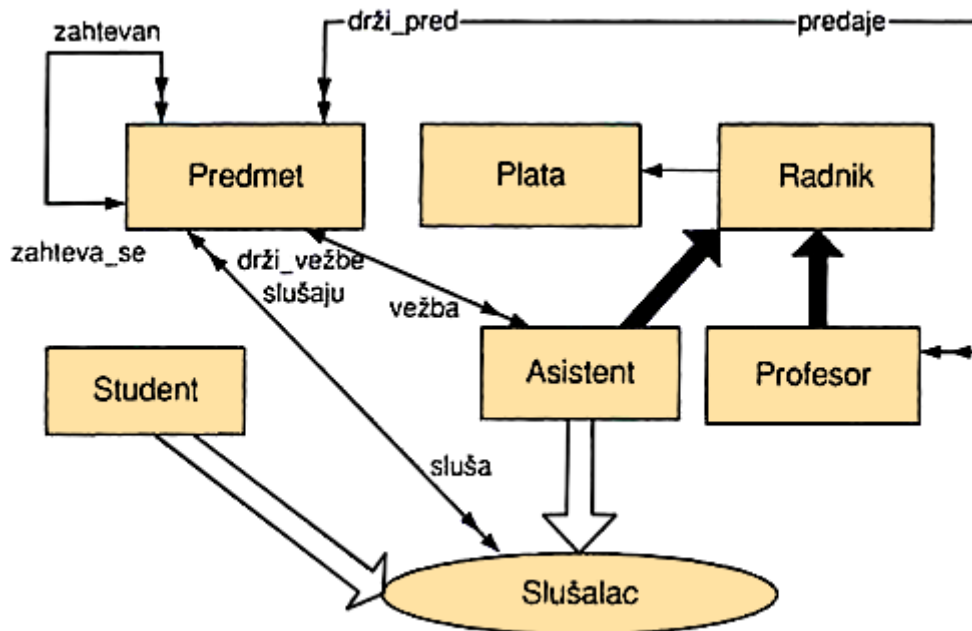 zahtevan
drži_pred
predaje
Predmet
Plata
Radnik
zahteva_se
drži_vežbe
slušaju
vežba
Student
Asistent
Profesor
sluša
Slušalac